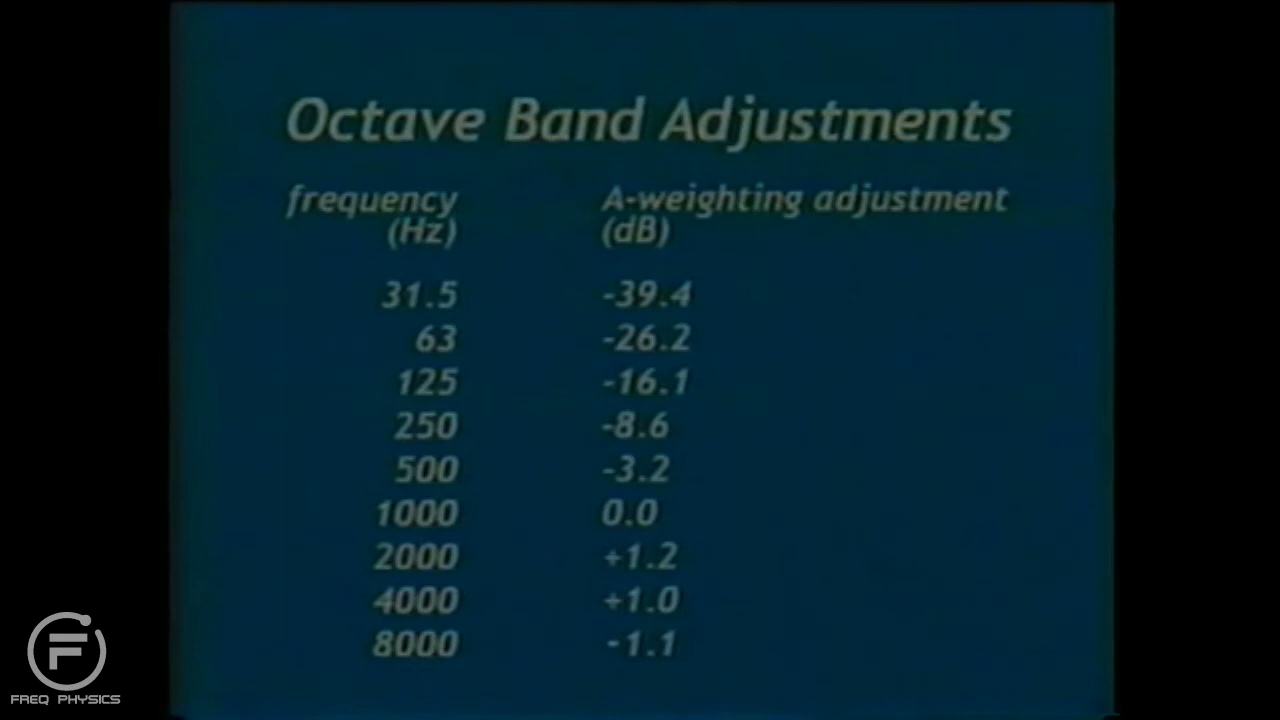 Octave Band Adjustments
frequency (Hz) A-weighting adjustment (dB)
31.5 -39.4
63 -26.2
125 -16.1
250 -8.6
500 -3.2
1000 0.0
2000 +1.2
4000 +1.0
8000 -1.1
F
FREQ PHYSICS